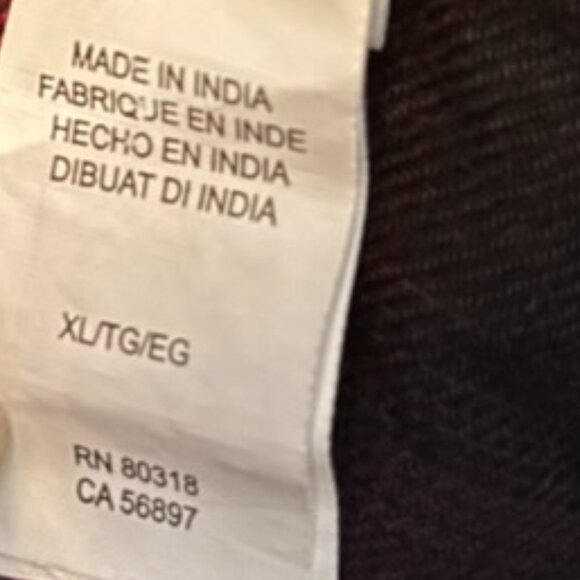 MADE IN INDIA
FABRIQUE EN INDE
HECHO EN INDIA
DIBUAT DI INDIA
XL/TG/EG
RN 80318
CA 56897